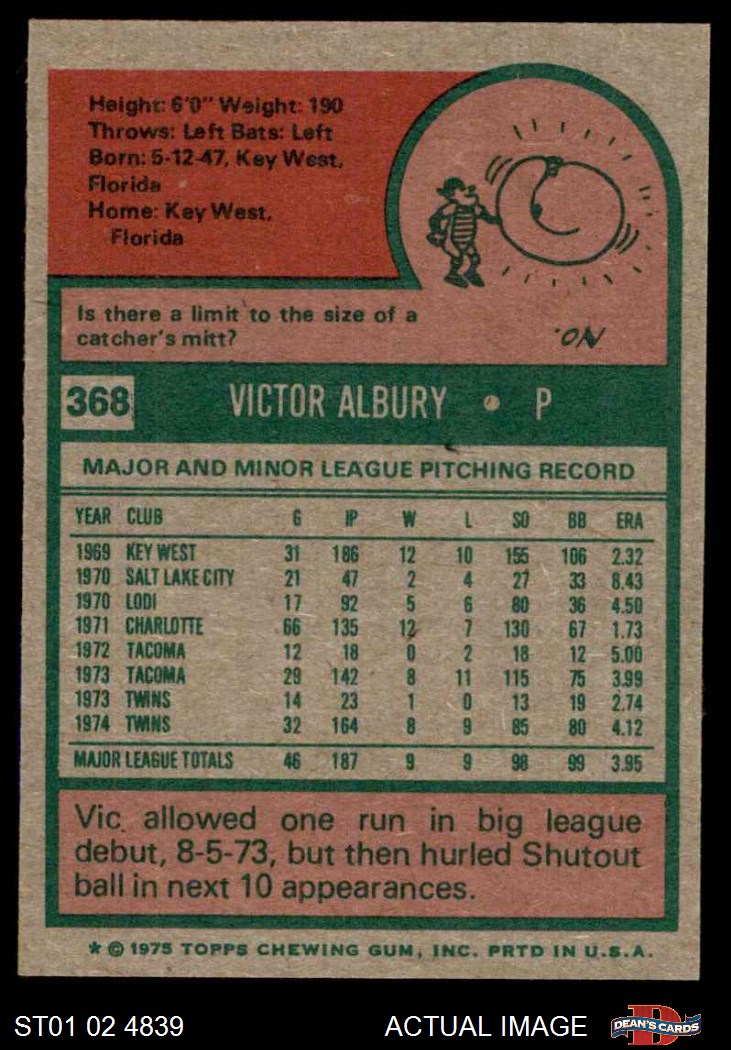 Height: 6'0" Weight: 190
Throws: Left Bats: Left
Born: 5-12-47, Key West,
Florida
Home: Key West,
Florida
Is there a limit to the size of a
catcher's mitt?
NO.
368 VICTOR ALBURY • P
MAJOR AND MINOR LEAGUE PITCHING RECORD
YEAR CLUB G IP W L SO BB ERA
1969 KEY WEST 31 186 12 10 155 106 2.32
1970 SALT LAKE CITY 21 47 2 4 27 33 8.43
1970 LODI 17 92 5 6 80 36 4.50
1971 CHARLOTTE 66 135 12 7 130 67 1.73
1972 TACOMA 12 18 0 2 18 12 5.00
1973 TACOMA 29 142 8 11 115 75 3.99
1973 TWINS 14 23 1 0 13 19 2.74
1974 TWINS 32 164 8 9 85 80 4.12
MAJOR LEAGUE TOTALS 46 187 9 9 98 99 3.95
Vic allowed one run in big league
debut, 8-5-73, but then hurled Shutout
ball in next 10 appearances.
* © 1975 TOPPS CHEWING GUM, INC. PRTD IN U.S.A.
ST01 02 4839 ACTUAL IMAGE D DEAN'S CARDS